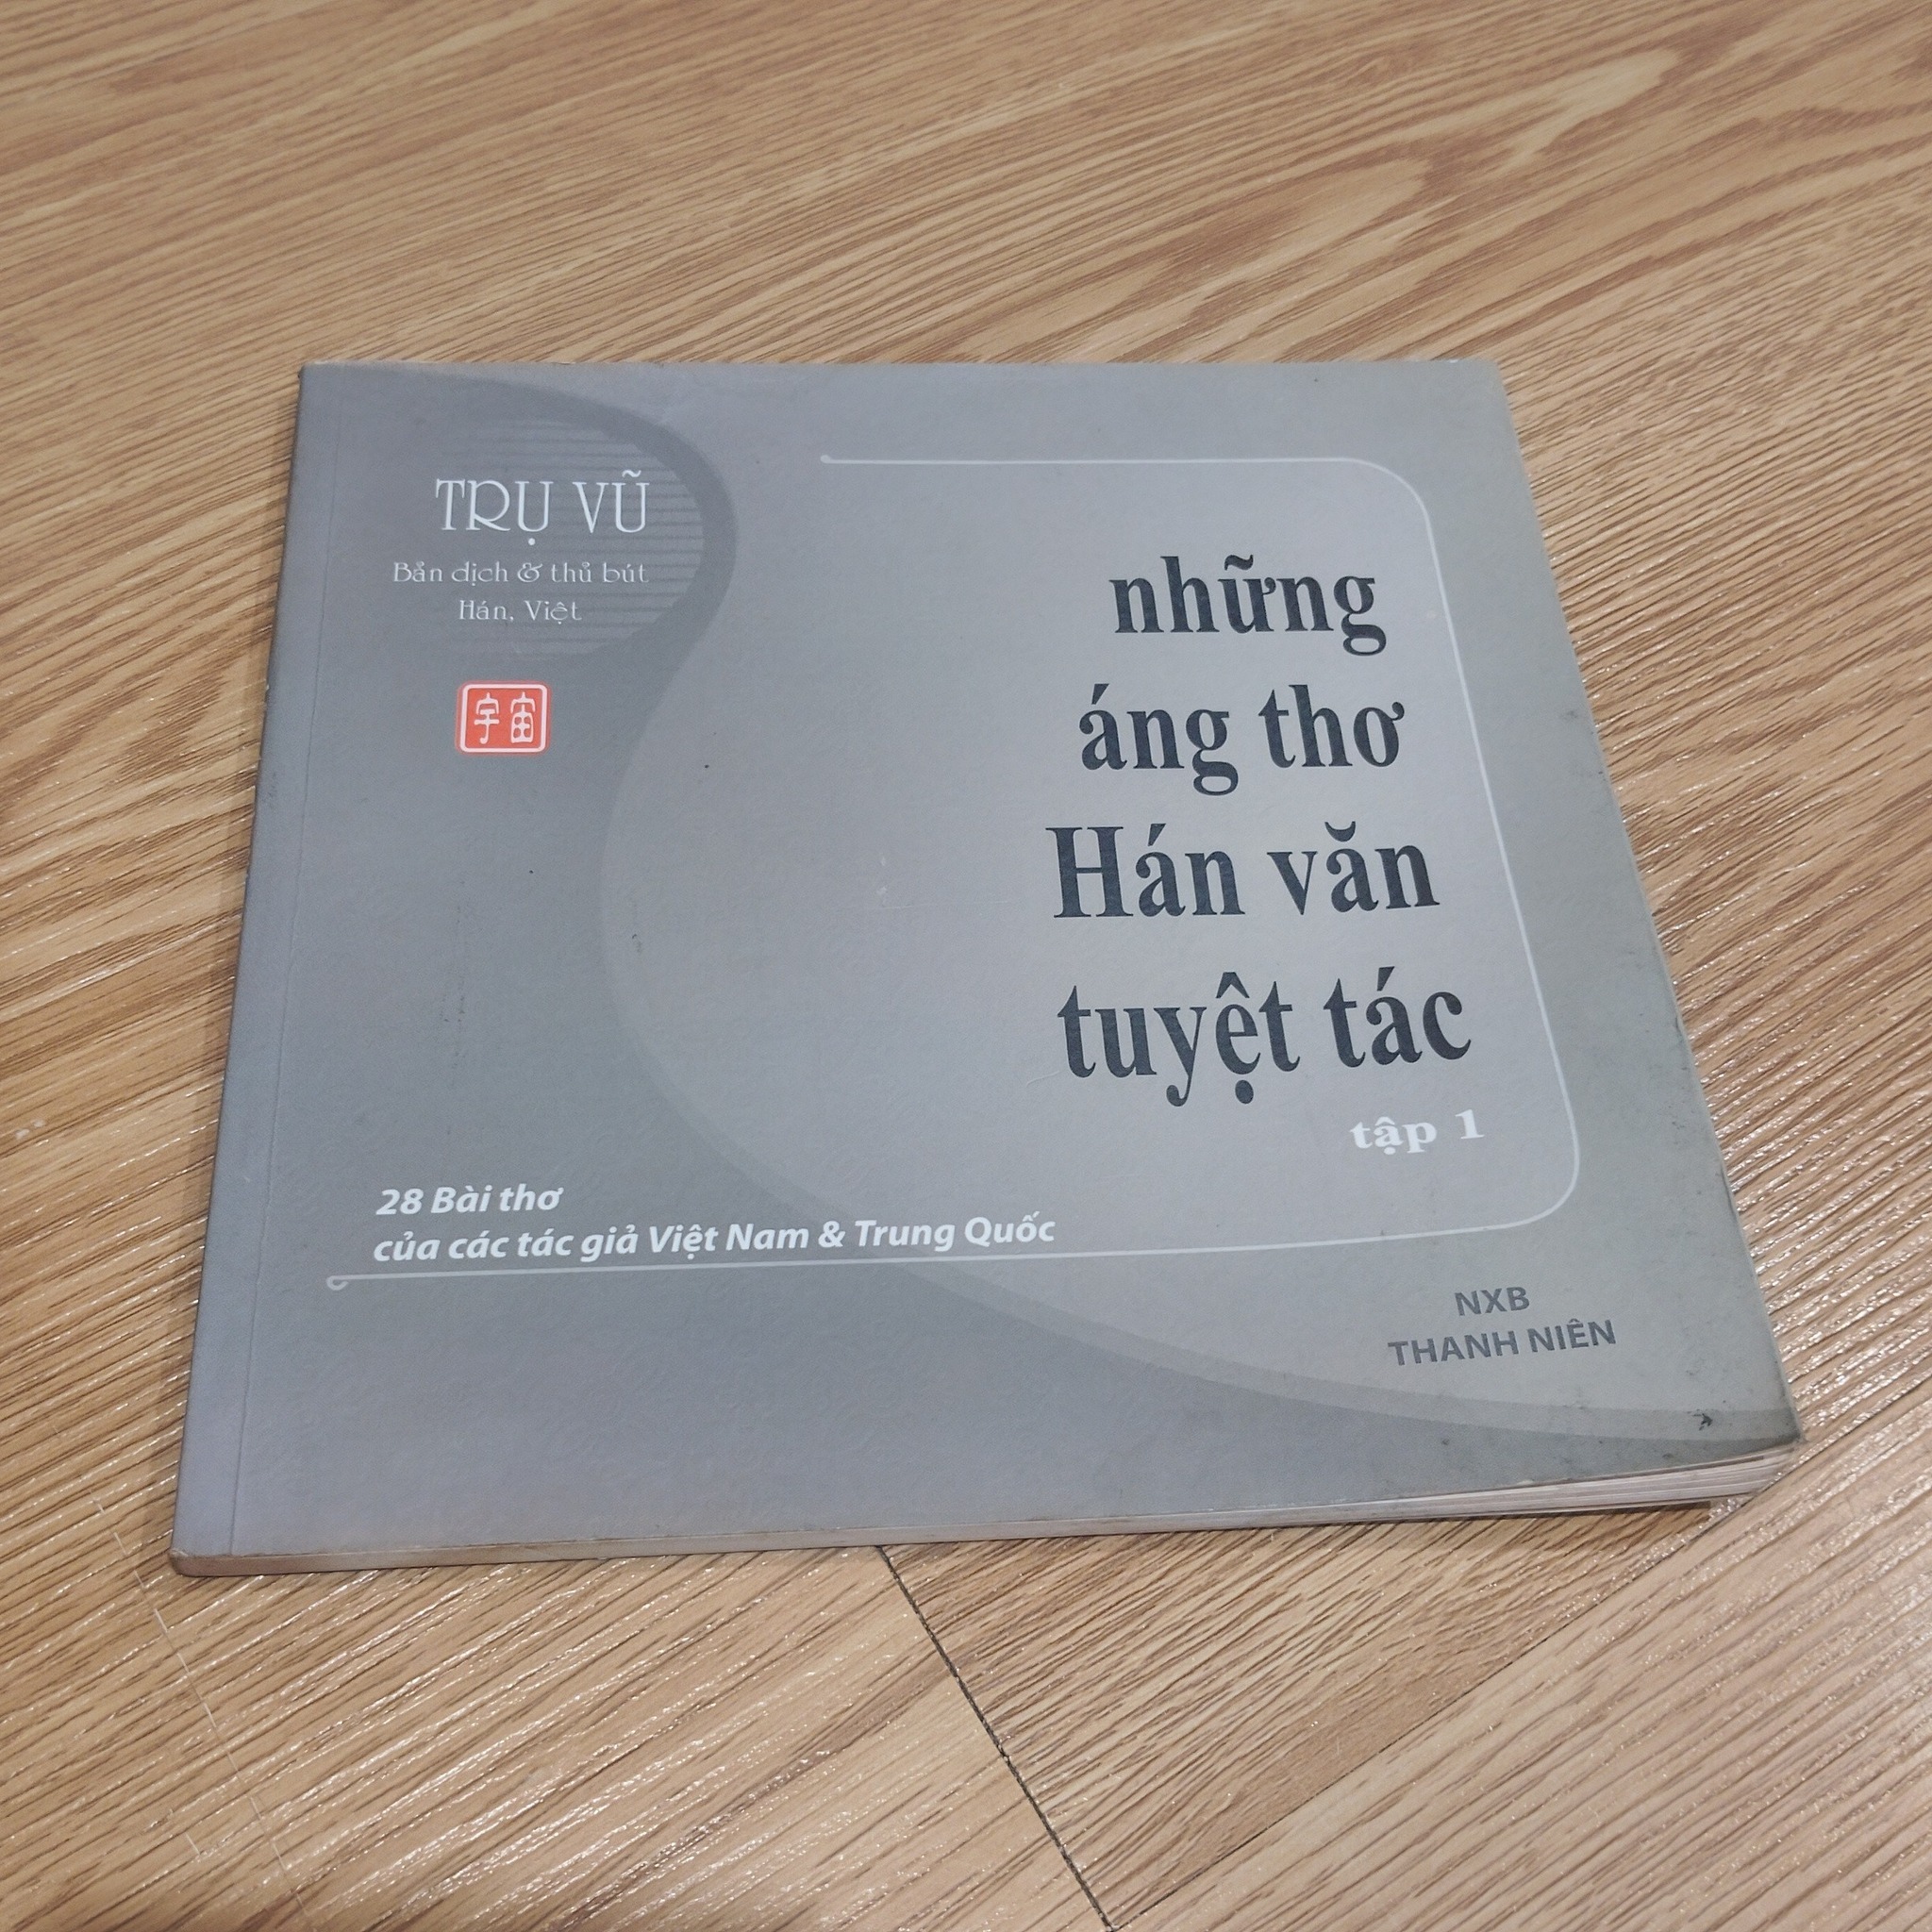 TRỤ VŨ
Bản dịch & thủ bút
Hán, Việt
宇宙
những
áng thơ
Hán văn
tuyệt tác
tập 1
28 Bài thơ
của các tác giả Việt Nam & Trung Quốc
NXB
THANH NIÊN